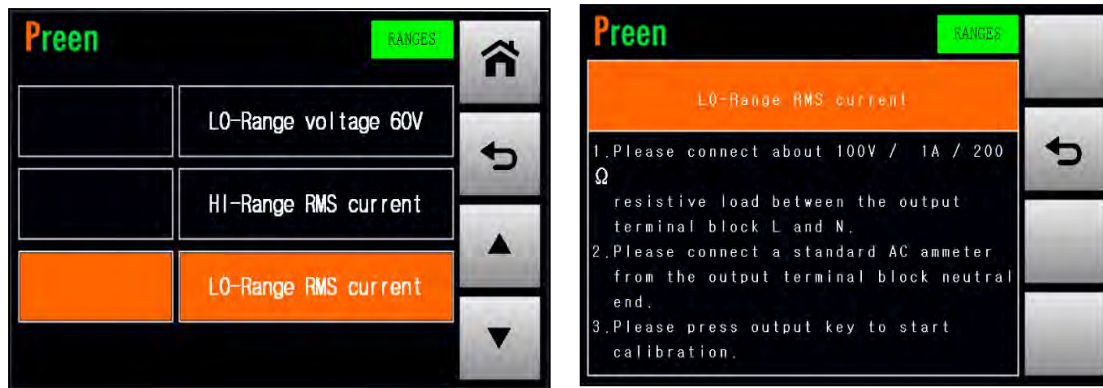 Preen
RANGES
LO-Range voltage 60V
HI-Range RMS current
LO-Range RMS current
Preen
RANGES
LO-Range RMS current
1.Please connect about 100V / 1A / 200
Ω
resistive load between the output
terminal block L and N.
2.Please connect a standard AC ammeter
from the output terminal block neutral
end.
3.Please press output key to start
calibration.